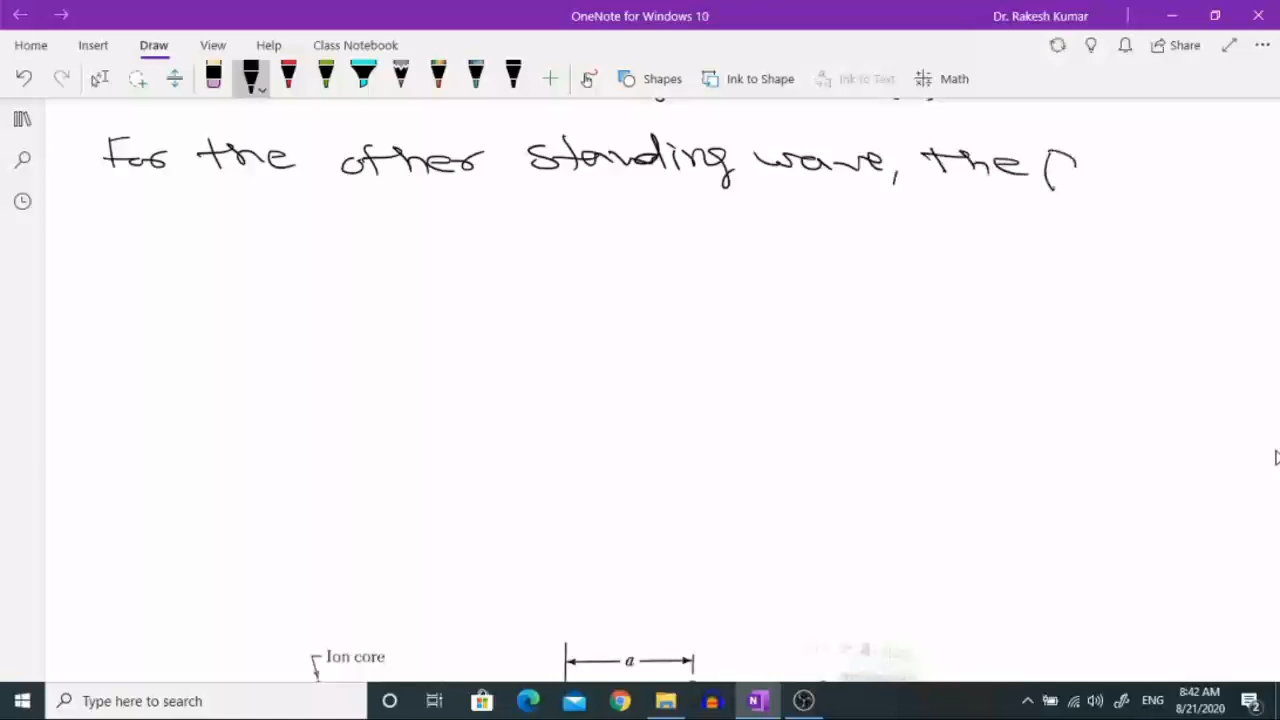 OneNote for Windows 10
Dr. Rakesh Kumar
Home Insert Draw View Help Class Notebook
Share
Shapes Ink to Shape Ink to Text Math
For the other standing wave, the
Ion core
a
Type here to search
ENG
8:42 AM
8/21/2020
2